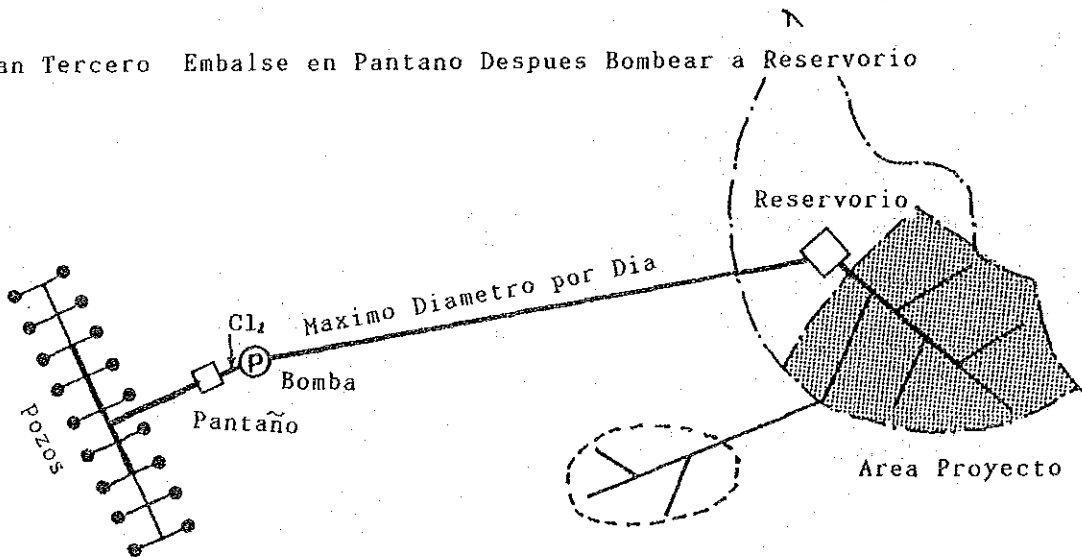 an Tercero Embalse en Pantano Despues Bombear a Reservorio
Reservorio
Maximo Diametro por Dia
Cl₂
P
Bomba
Pantaño
Pozos
Area Proyecto